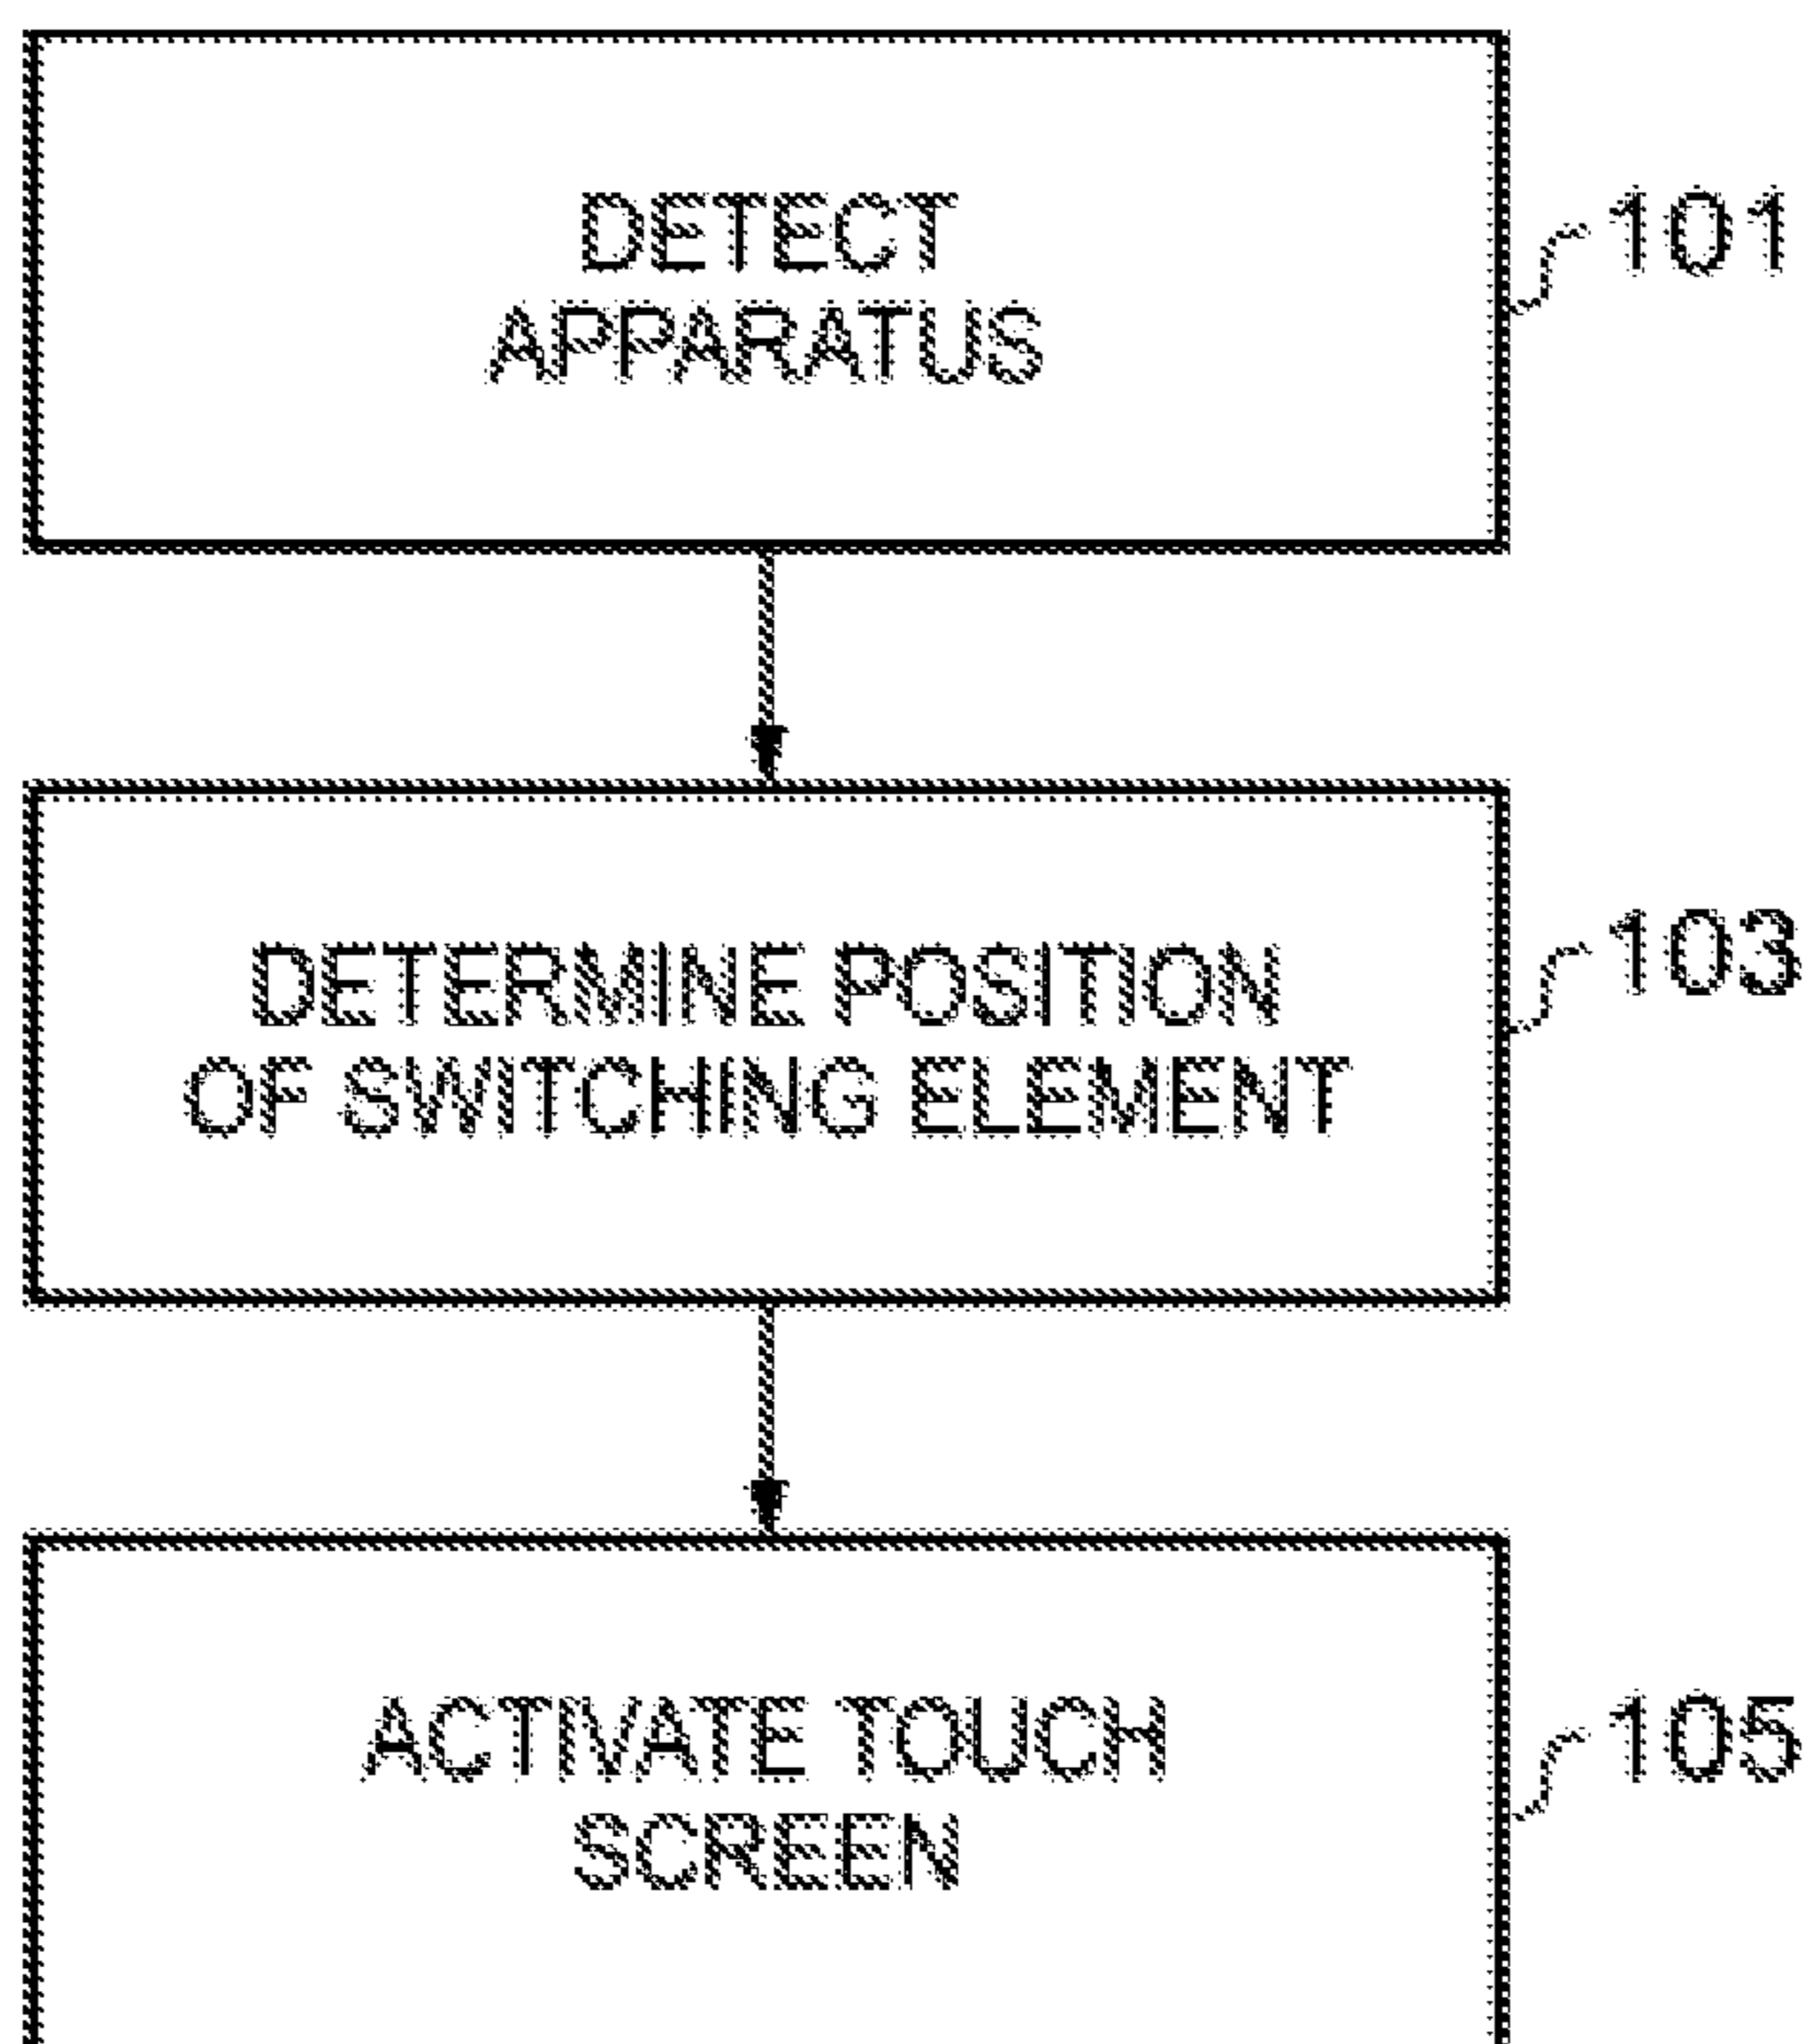 DETECT
APPARATUS
101
DETERMINE POSITION
OF SWITCHING ELEMENT
103
ACTIVATE TOUCH
SCREEN
105